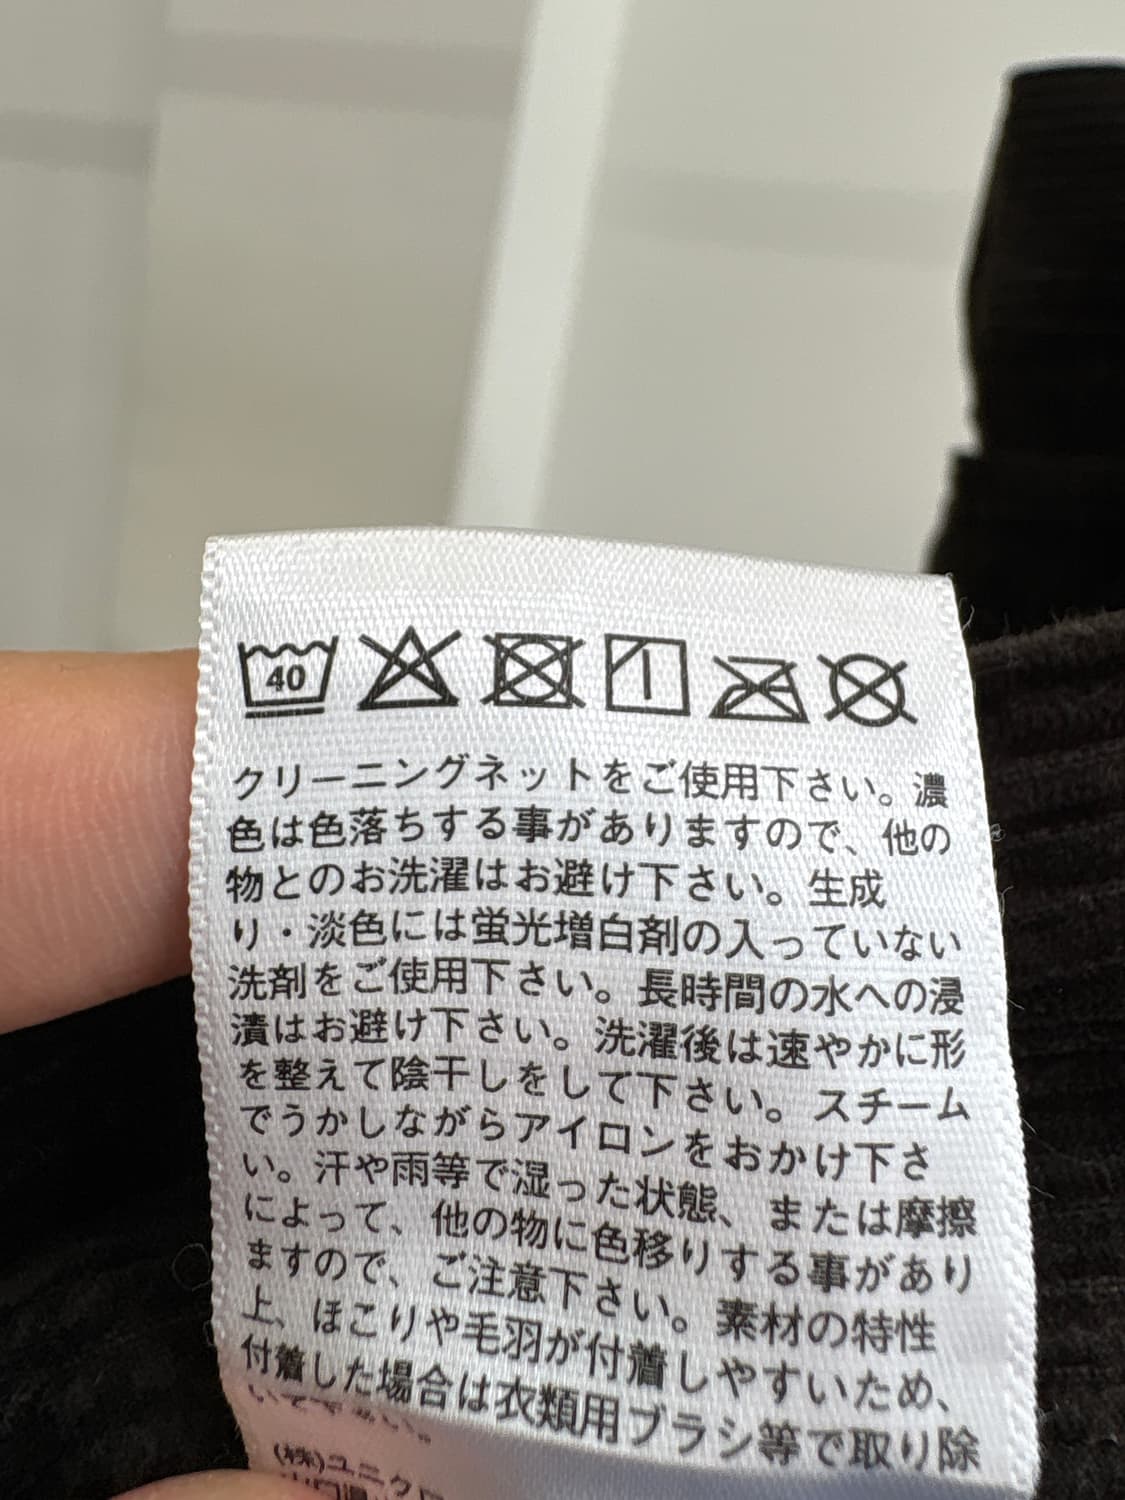 40
クリーニングネットをご使用下さい。濃
色は色落ちする事がありますので、他の
物とのお洗濯はお避け下さい。生成
り・淡色には蛍光増白剤の入っていない
洗剤をご使用下さい。長時間の水への浸
漬はお避け下さい。洗濯後は速やかに形
を整えて陰干しをして下さい。スチーム
でうかしながらアイロンをおかけ下さ
い。汗や雨等で湿った状態、または摩擦
によって、他の物に色移りする事があり
ますので、ご注意下さい。素材の特性
上、ほこりや毛羽が付着しやすいため、
付着した場合は衣類用ブラシ等で取り除
(株)ユニクロ